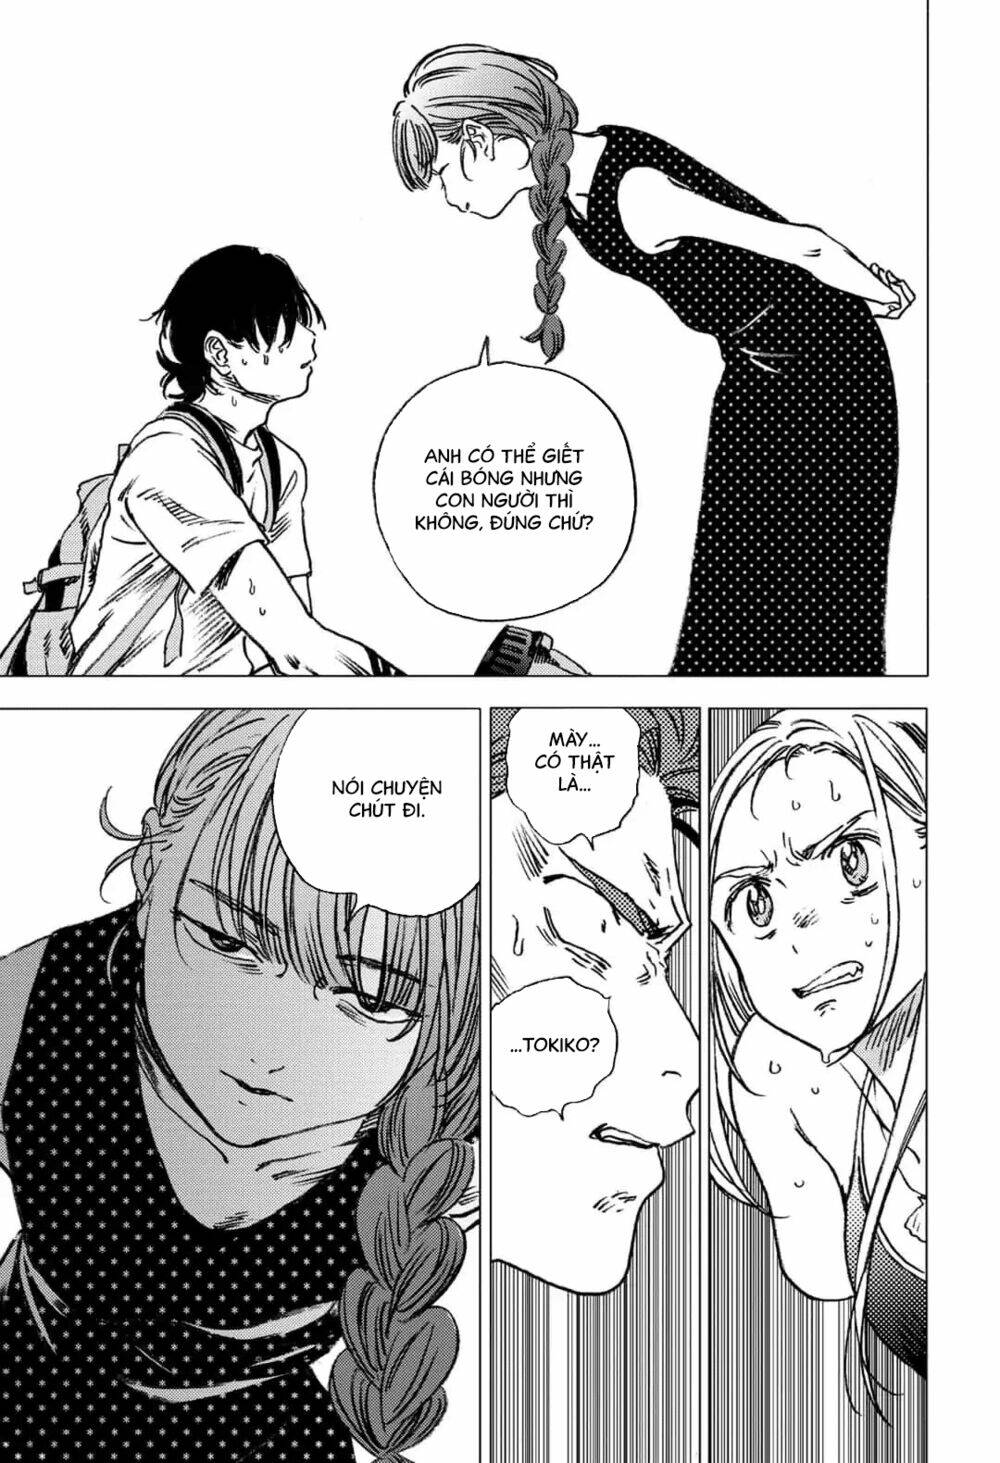 ANH CÓ THỂ GIẾT
CÁI BÓNG NHƯNG
CON NGƯỜI THÌ
KHÔNG, ĐÚNG CHỨ?
MÀY...
CÓ THẬT
LÀ...
...TOKIKO?
NÓI CHUYỆN
CHÚT ĐI.